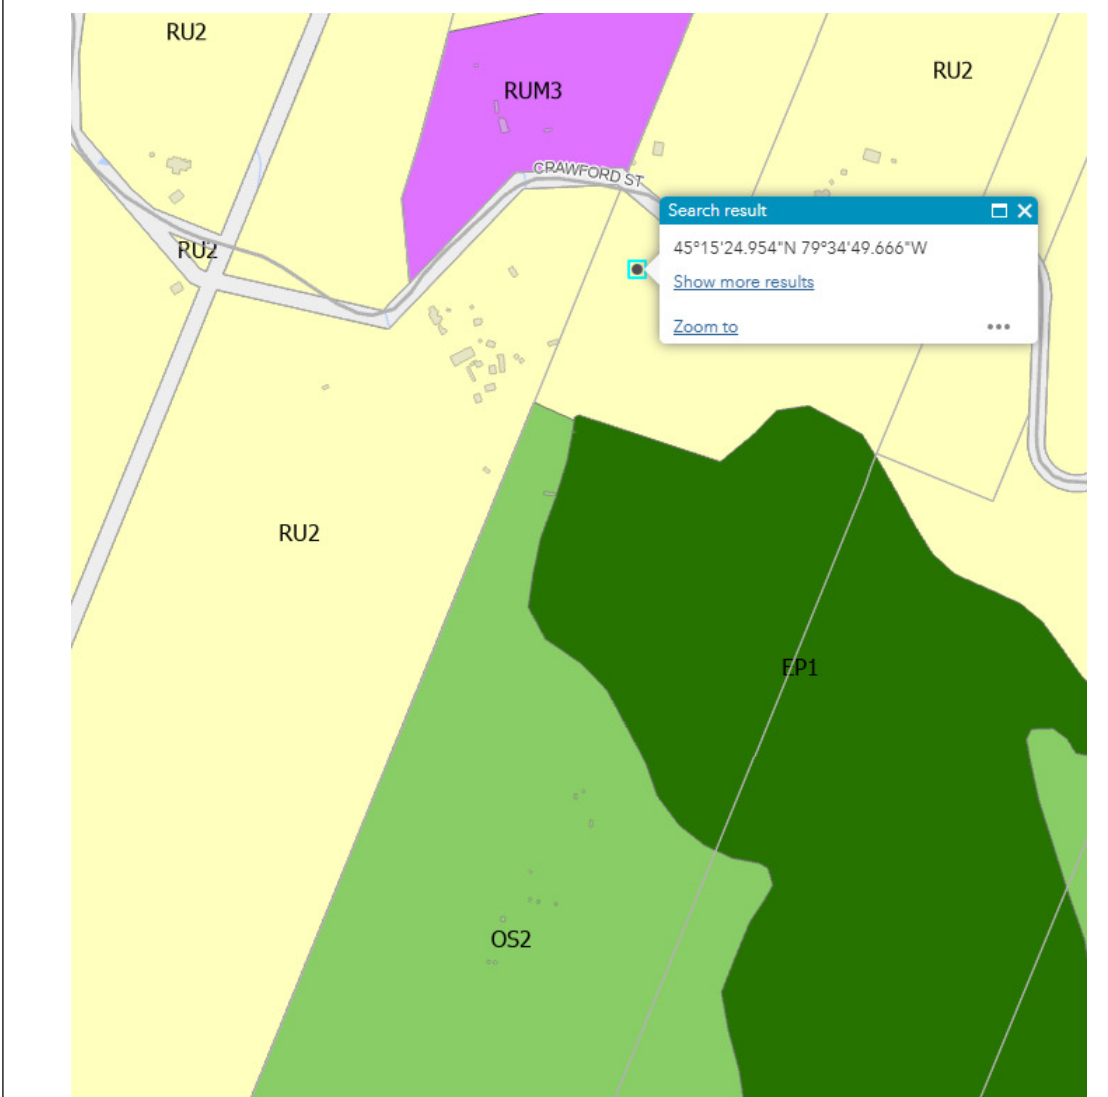 RU2
RUM3
RU2
CRAWFORD ST
Search result
RU2
45°15'24.954"N 79°34'49.666"W
Show more results
Zoom to
RU2
EP1
OS2